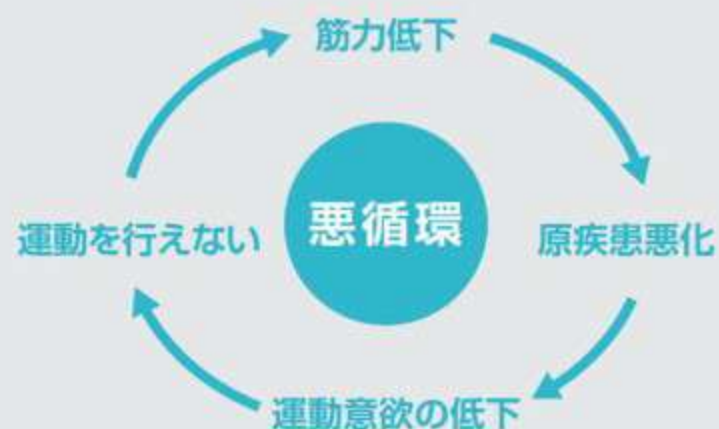 筋力低下
悪循環
運動を行えない
原疾患悪化
運動意欲の低下